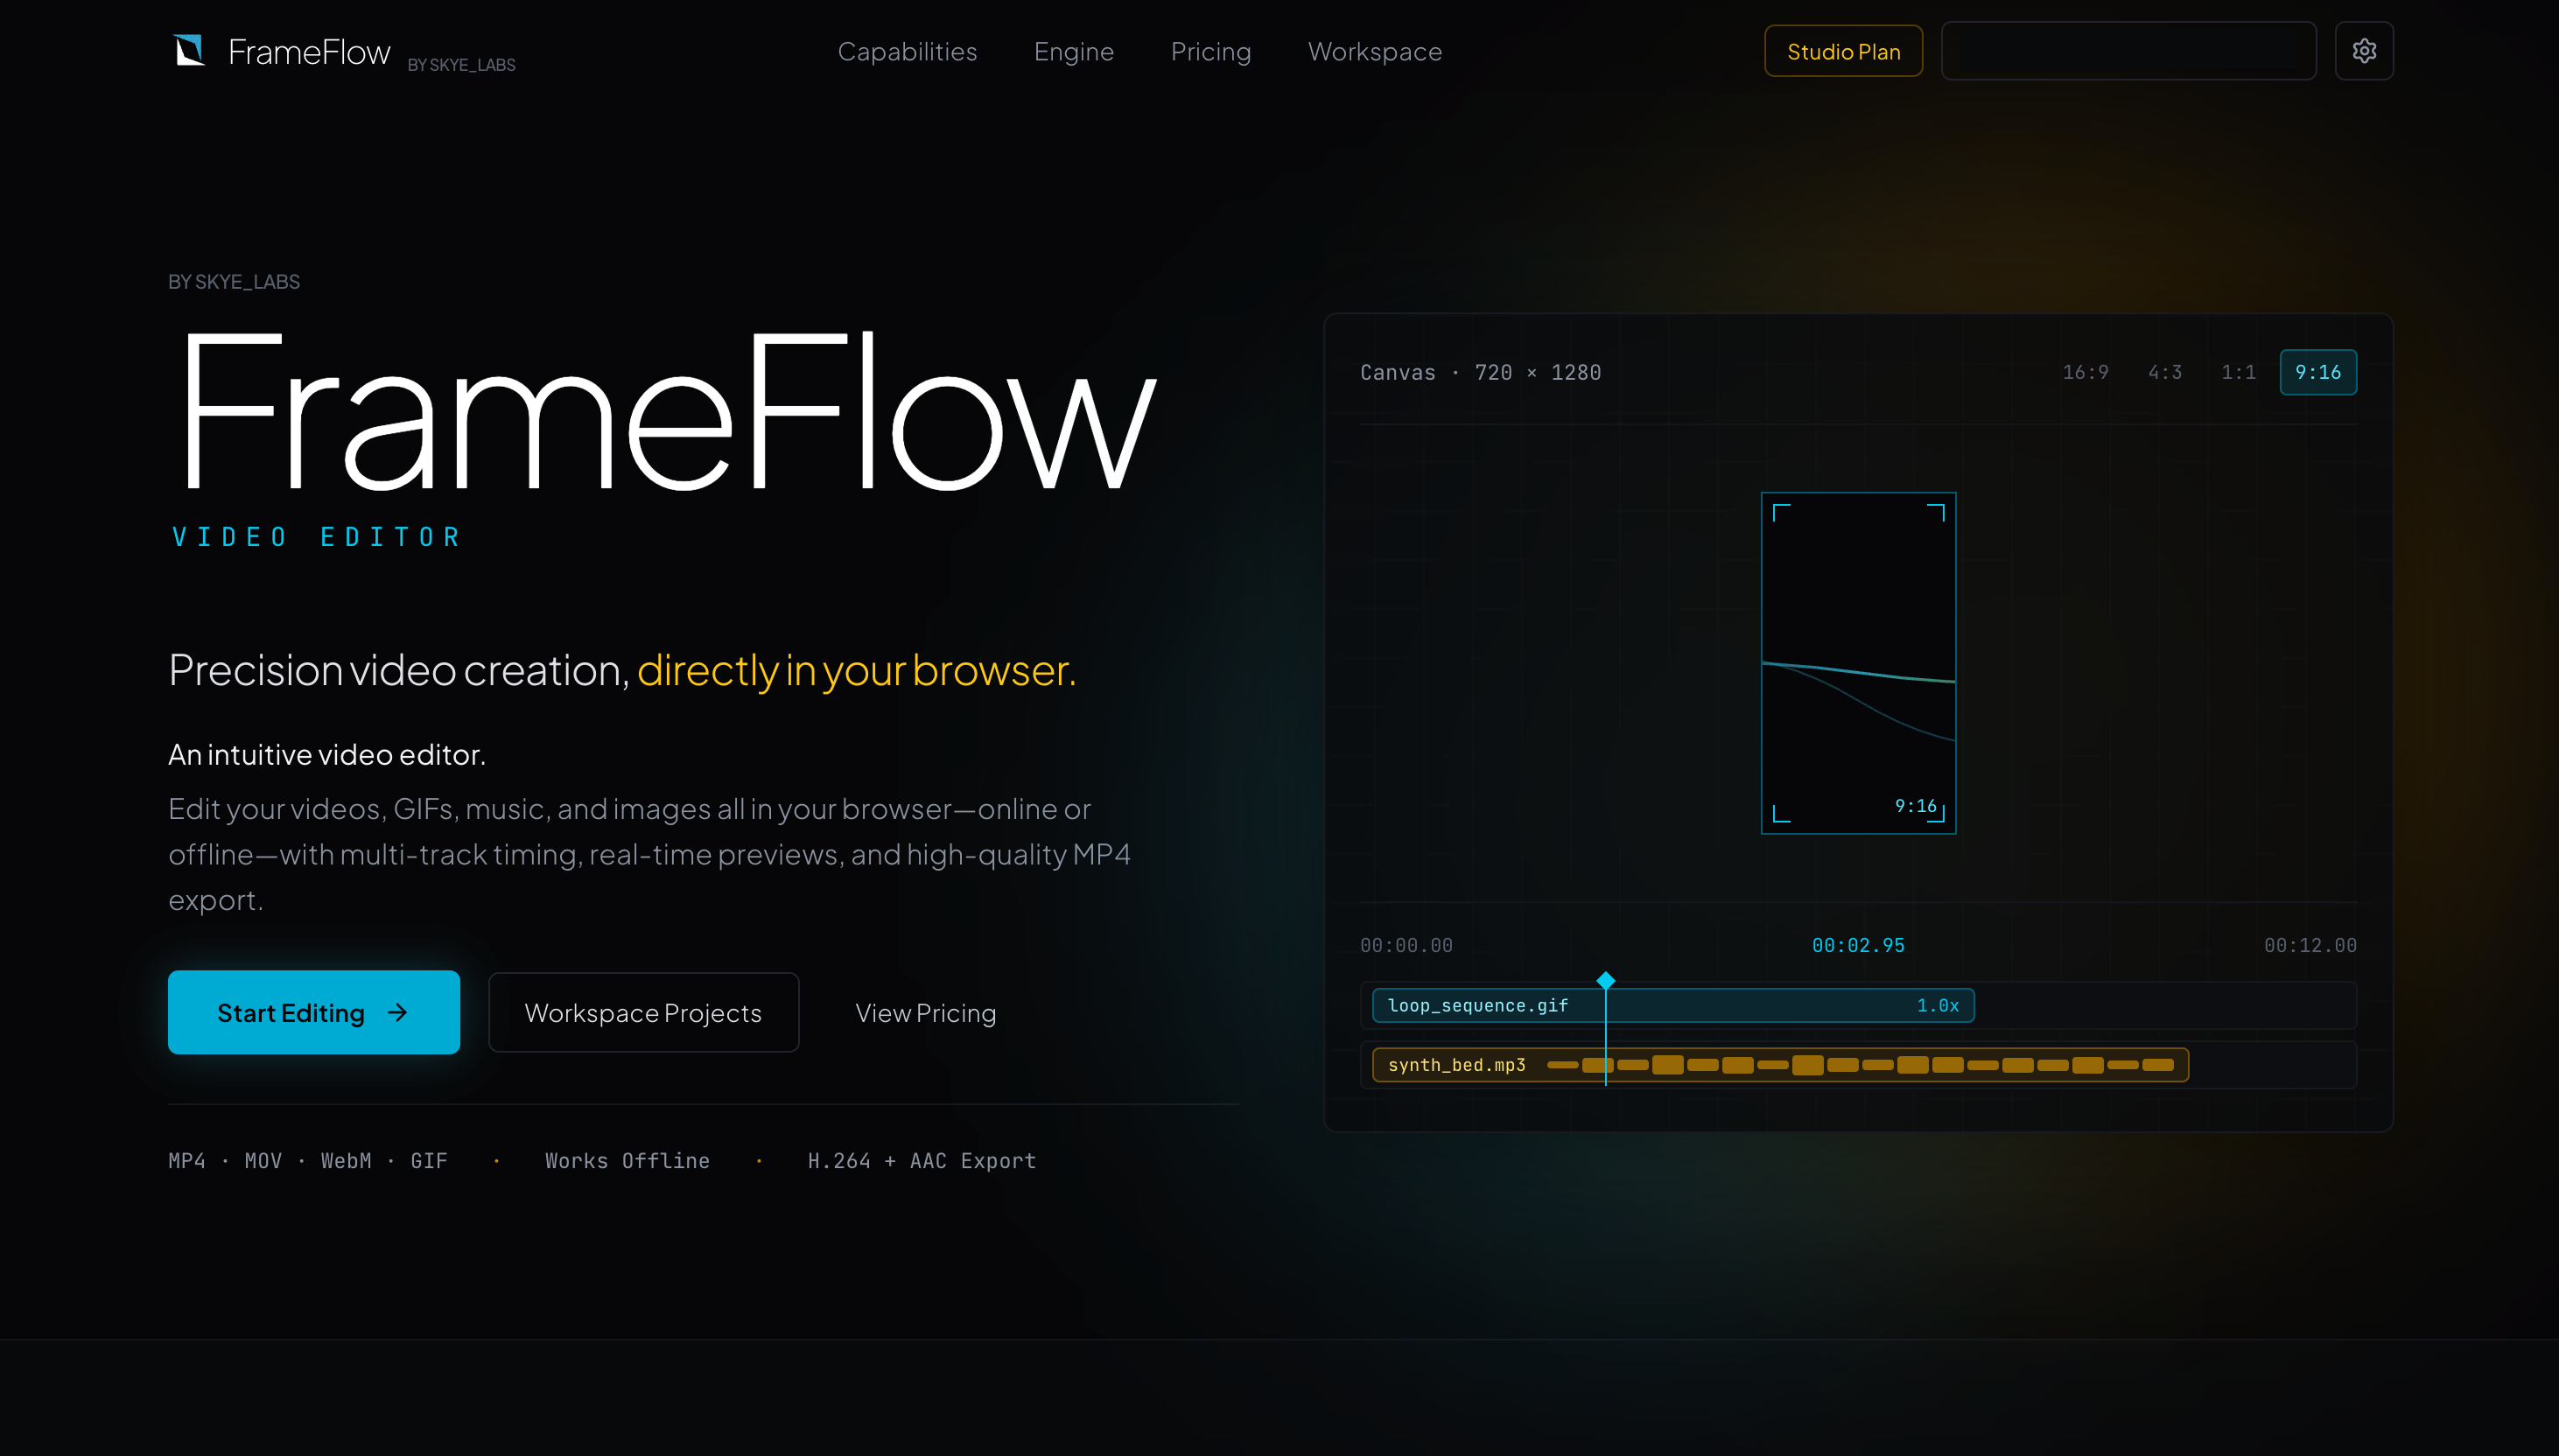 FrameFlow BY SKYE_LABS
Capabilities Engine Pricing Workspace
Studio Plan
BY SKYE_LABS
FrameFlow
VIDEO EDITOR
Precision video creation, directly in your browser.
An intuitive video editor.
Edit your videos, GIFs, music, and images all in your browser—online or
offline—with multi-track timing, real-time previews, and high-quality MP4
export.
Start Editing →
Workspace Projects
View Pricing
MP4 · MOV · WebM · GIF · Works Offline · H.264 + AAC Export
Canvas · 720 × 1280
16:9 4:3 1:1 9:16
9:16
00:00.00 00:02.95 00:12.00
loop_sequence.gif 1.0x
synth_bed.mp3